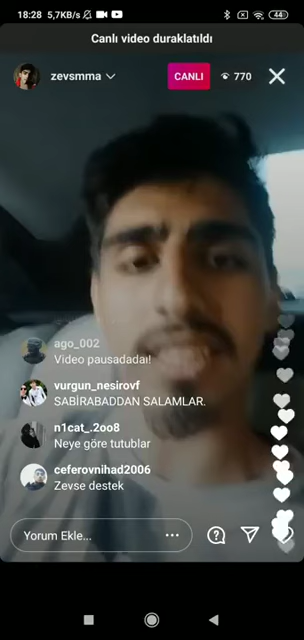 18:28 5,7KB/s
44
Canlı video duraklatıldı
zevsmma
CANLI
770
ago_002
Video pausadadaı!
vurgun_nesirovf
SABİRABADDAN SALAMLAR.
n1cat_.2oo8
Neye göre tutublar
ceferovnihad2006
Zevse destek
Yorum Ekle...